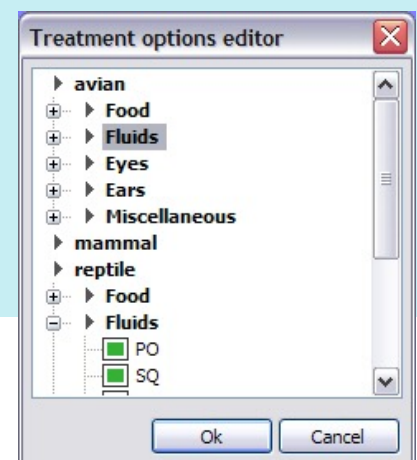 Treatment options editor
avian
Food
Fluids
Eyes
Ears
Miscellaneous
mammal
reptile
Food
Fluids
PO
SQ
Ok
Cancel